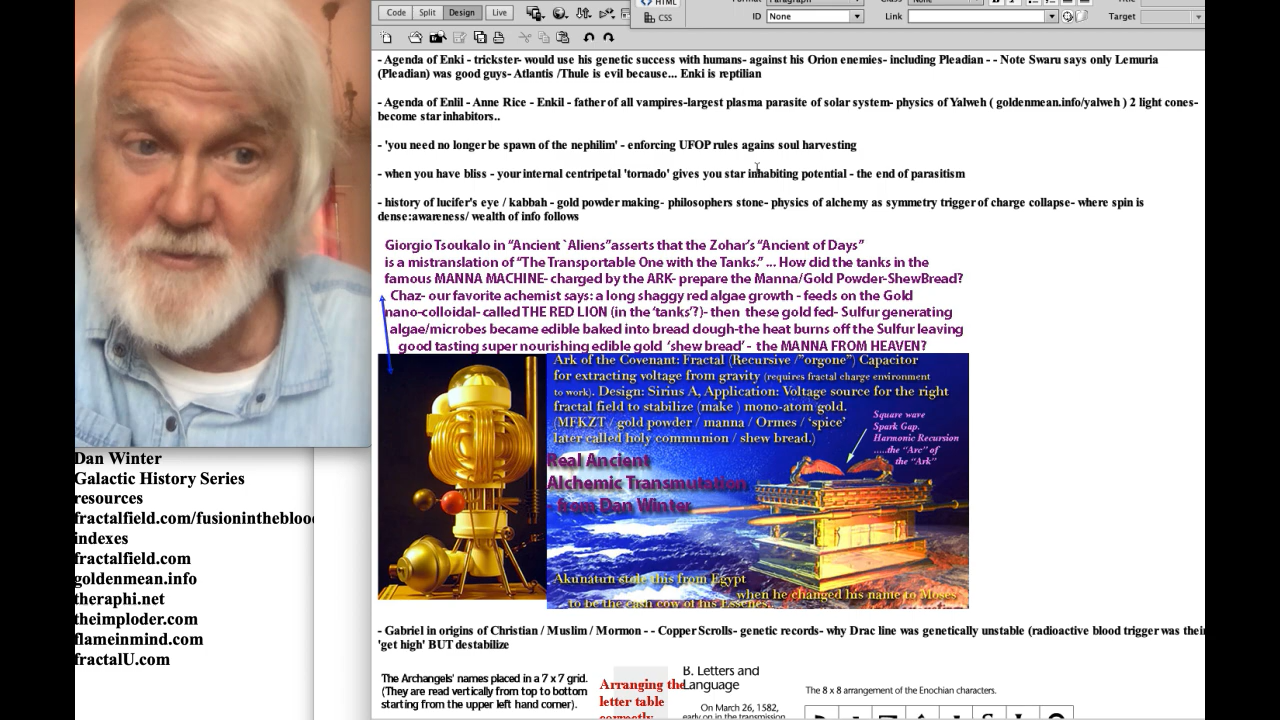 Code Split Design Live
HTML
CSS
ID None
Link
Target
- Agenda of Enki - trickster- would use his genetic success with humans- against his Orion enemies- including Pleadian - - Note Swaru says only Lemuria
(Pleadian) was good guys- Atlantis /Thule is evil because... Enki is reptilian
- Agenda of Enlil - Anne Rice - Enkil - father of all vampires-largest plasma parasite of solar system- physics of Yalweh ( goldenmean.info/yalweh ) 2 light cones-
become star inhabitors..
- 'you need no longer be spawn of the nephilim' - enforcing UFOP rules agains soul harvesting
- when you have bliss - your internal centripetal 'tornado' gives you star inhabiting potential - the end of parasitism
- history of lucifer's eye / kabbah - gold powder making- philosophers stone- physics of alchemy as symmetry trigger of charge collapse- where spin is
dense:awareness/ wealth of info follows
Giorgio Tsoukalo in “Ancient `Aliens”asserts that the Zohar’s “Ancient of Days”
is a mistranslation of “The Transportable One with the Tanks.” ... How did the tanks in the
famous MANNA MACHINE- charged by the ARK- prepare the Manna/Gold Powder-ShewBread?
Chaz- our favorite achemist says: a long shaggy red algae growth - feeds on the Gold
nano-colloidal- called THE RED LION (in the ‘tanks’?)- then these gold fed- Sulfur generating
algae/microbes became edible baked into bread dough-the heat burns off the Sulfur leaving
good tasting super nourishing edible gold ‘shew bread’ - the MANNA FROM HEAVEN?
Ark of the Covenant: Fractal (Recursive /"orgone") Capacitor
for extracting voltage from gravity (requires fractal charge environment
to work). Design: Sirius A, Application: Voltage source for the right
fractal field to stabilize (make ) mono-atom gold.
(MFKZT / gold powder / manna / Ormes / ‘spice’
later called holy communion / shew bread.)
Square wave
Spark Gap.
Harmonic Recursion
.....the "Arc" of
the "Ark"
Real Ancient
Alchemic Transmutation
- from Dan Winter
Akunatun stole this from Egypt
when he changed his name to Moses
to be the cash cow of his Essenes.
Dan Winter
Galactic History Series
resources
fractalfield.com/fusionintheblood
indexes
fractalfield.com
goldenmean.info
theraphi.net
theimploder.com
flameinmind.com
fractalU.com
- Gabriel in origins of Christian / Muslim / Mormon - - Copper Scrolls- genetic records- why Drac line was genetically unstable (radioactive blood trigger was their
'get high' BUT destabilize
The Archangels' names placed in a 7 x 7 grid.
(They are read vertically from top to bottom
starting from the upper left hand corner).
Arranging the
letter table
correctly
B. Letters and
Language
On March 26, 1582,
early on in the transmission
The 8 x 8 arrangement of the Enochian characters.